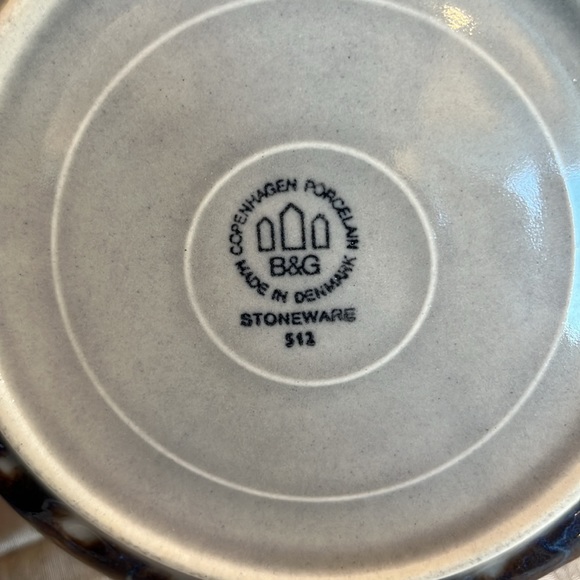 COPENHAGEN PORCELAIN
B&G
MADE IN DENMARK
STONEWARE
512